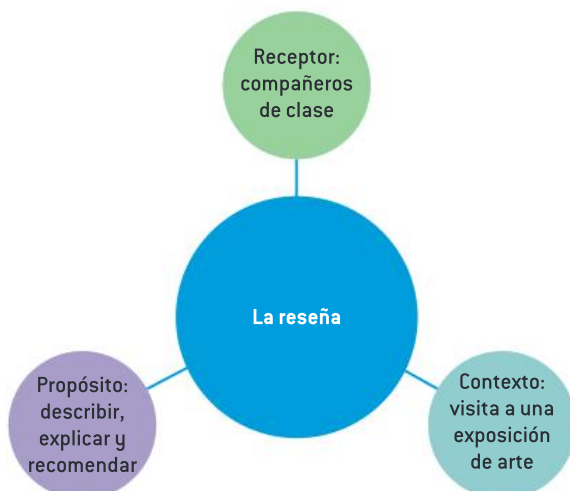 Receptor:
compañeros
de clase
La reseña
Propósito:
describir,
explicar y
recomendar
Contexto:
visita a una
exposición
de arte